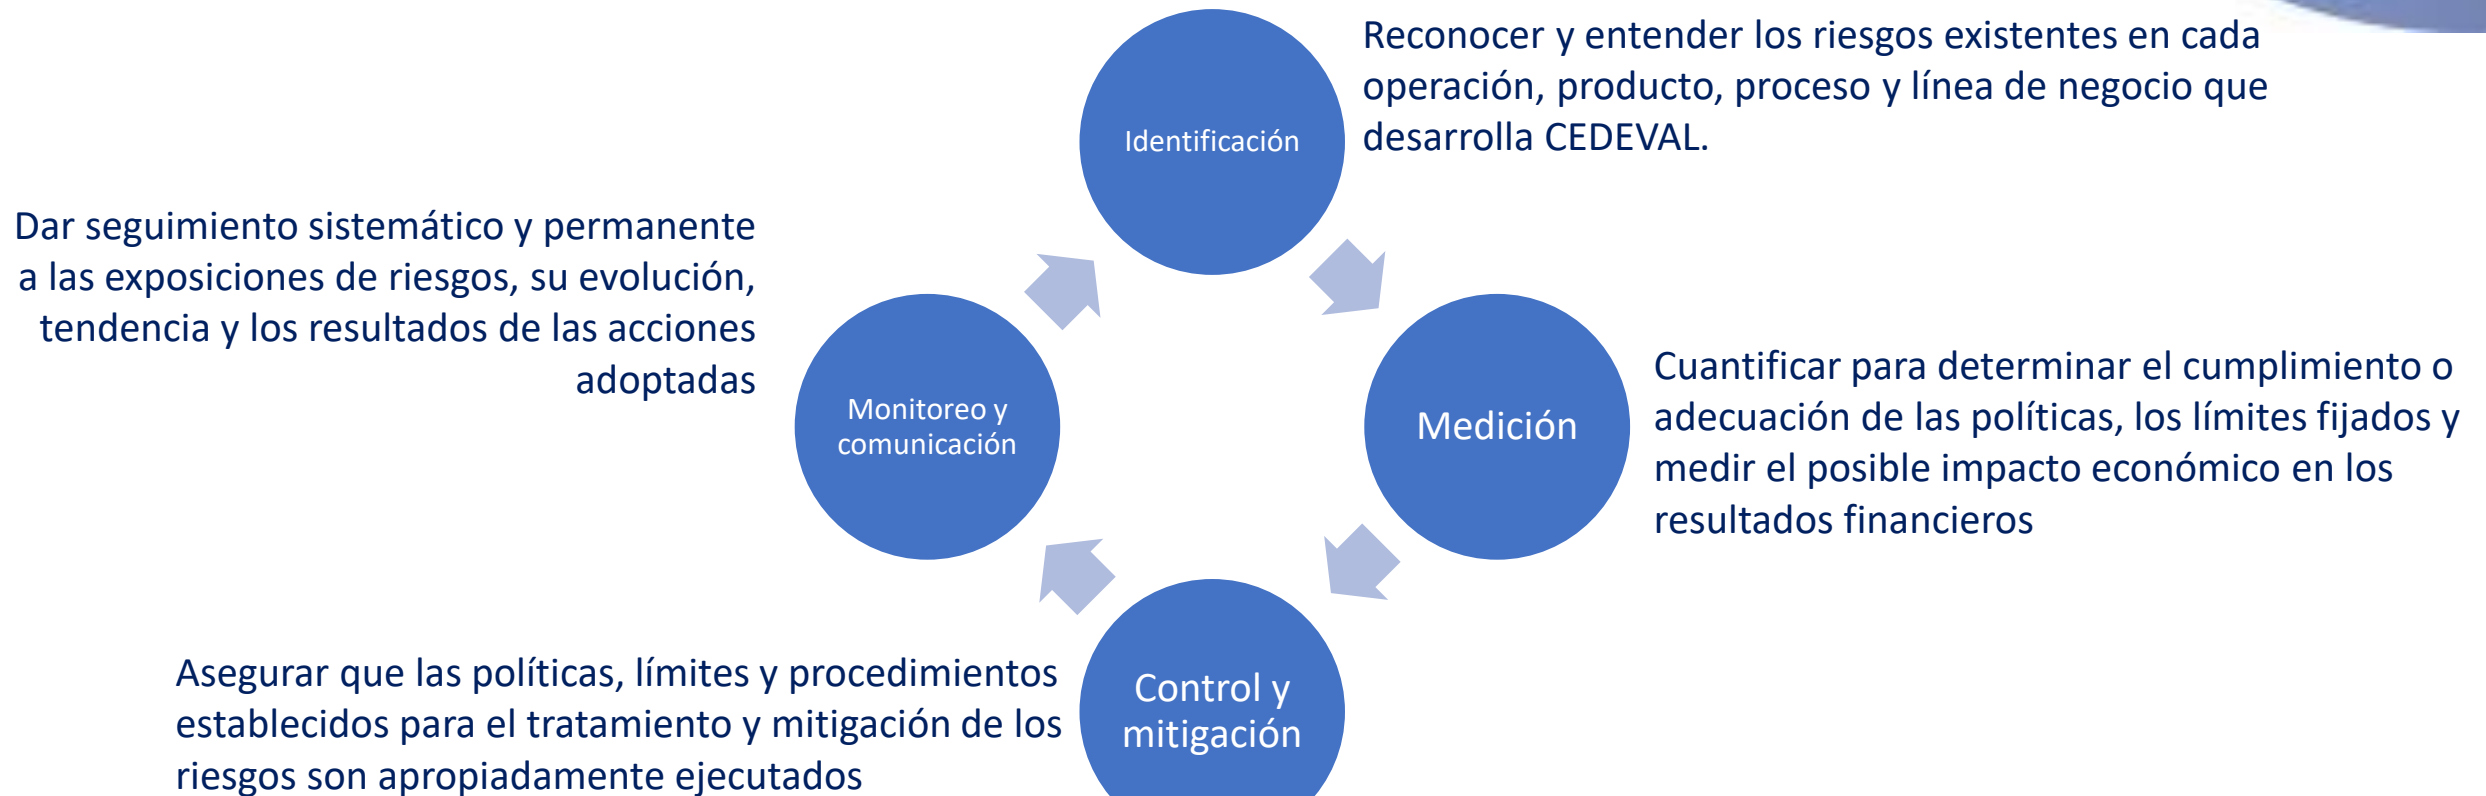 Identificación
Reconocer y entender los riesgos existentes en cada
operación, producto, proceso y línea de negocio que
desarrolla CEDEVAL.
Medición
Cuantificar para determinar el cumplimiento o
adecuación de las políticas, los límites fijados y
medir el posible impacto económico en los
resultados financieros
Control y
mitigación
Asegurar que las políticas, límites y procedimientos
establecidos para el tratamiento y mitigación de los
riesgos son apropiadamente ejecutados
Monitoreo y
comunicación
Dar seguimiento sistemático y permanente
a las exposiciones de riesgos, su evolución,
tendencia y los resultados de las acciones
adoptadas